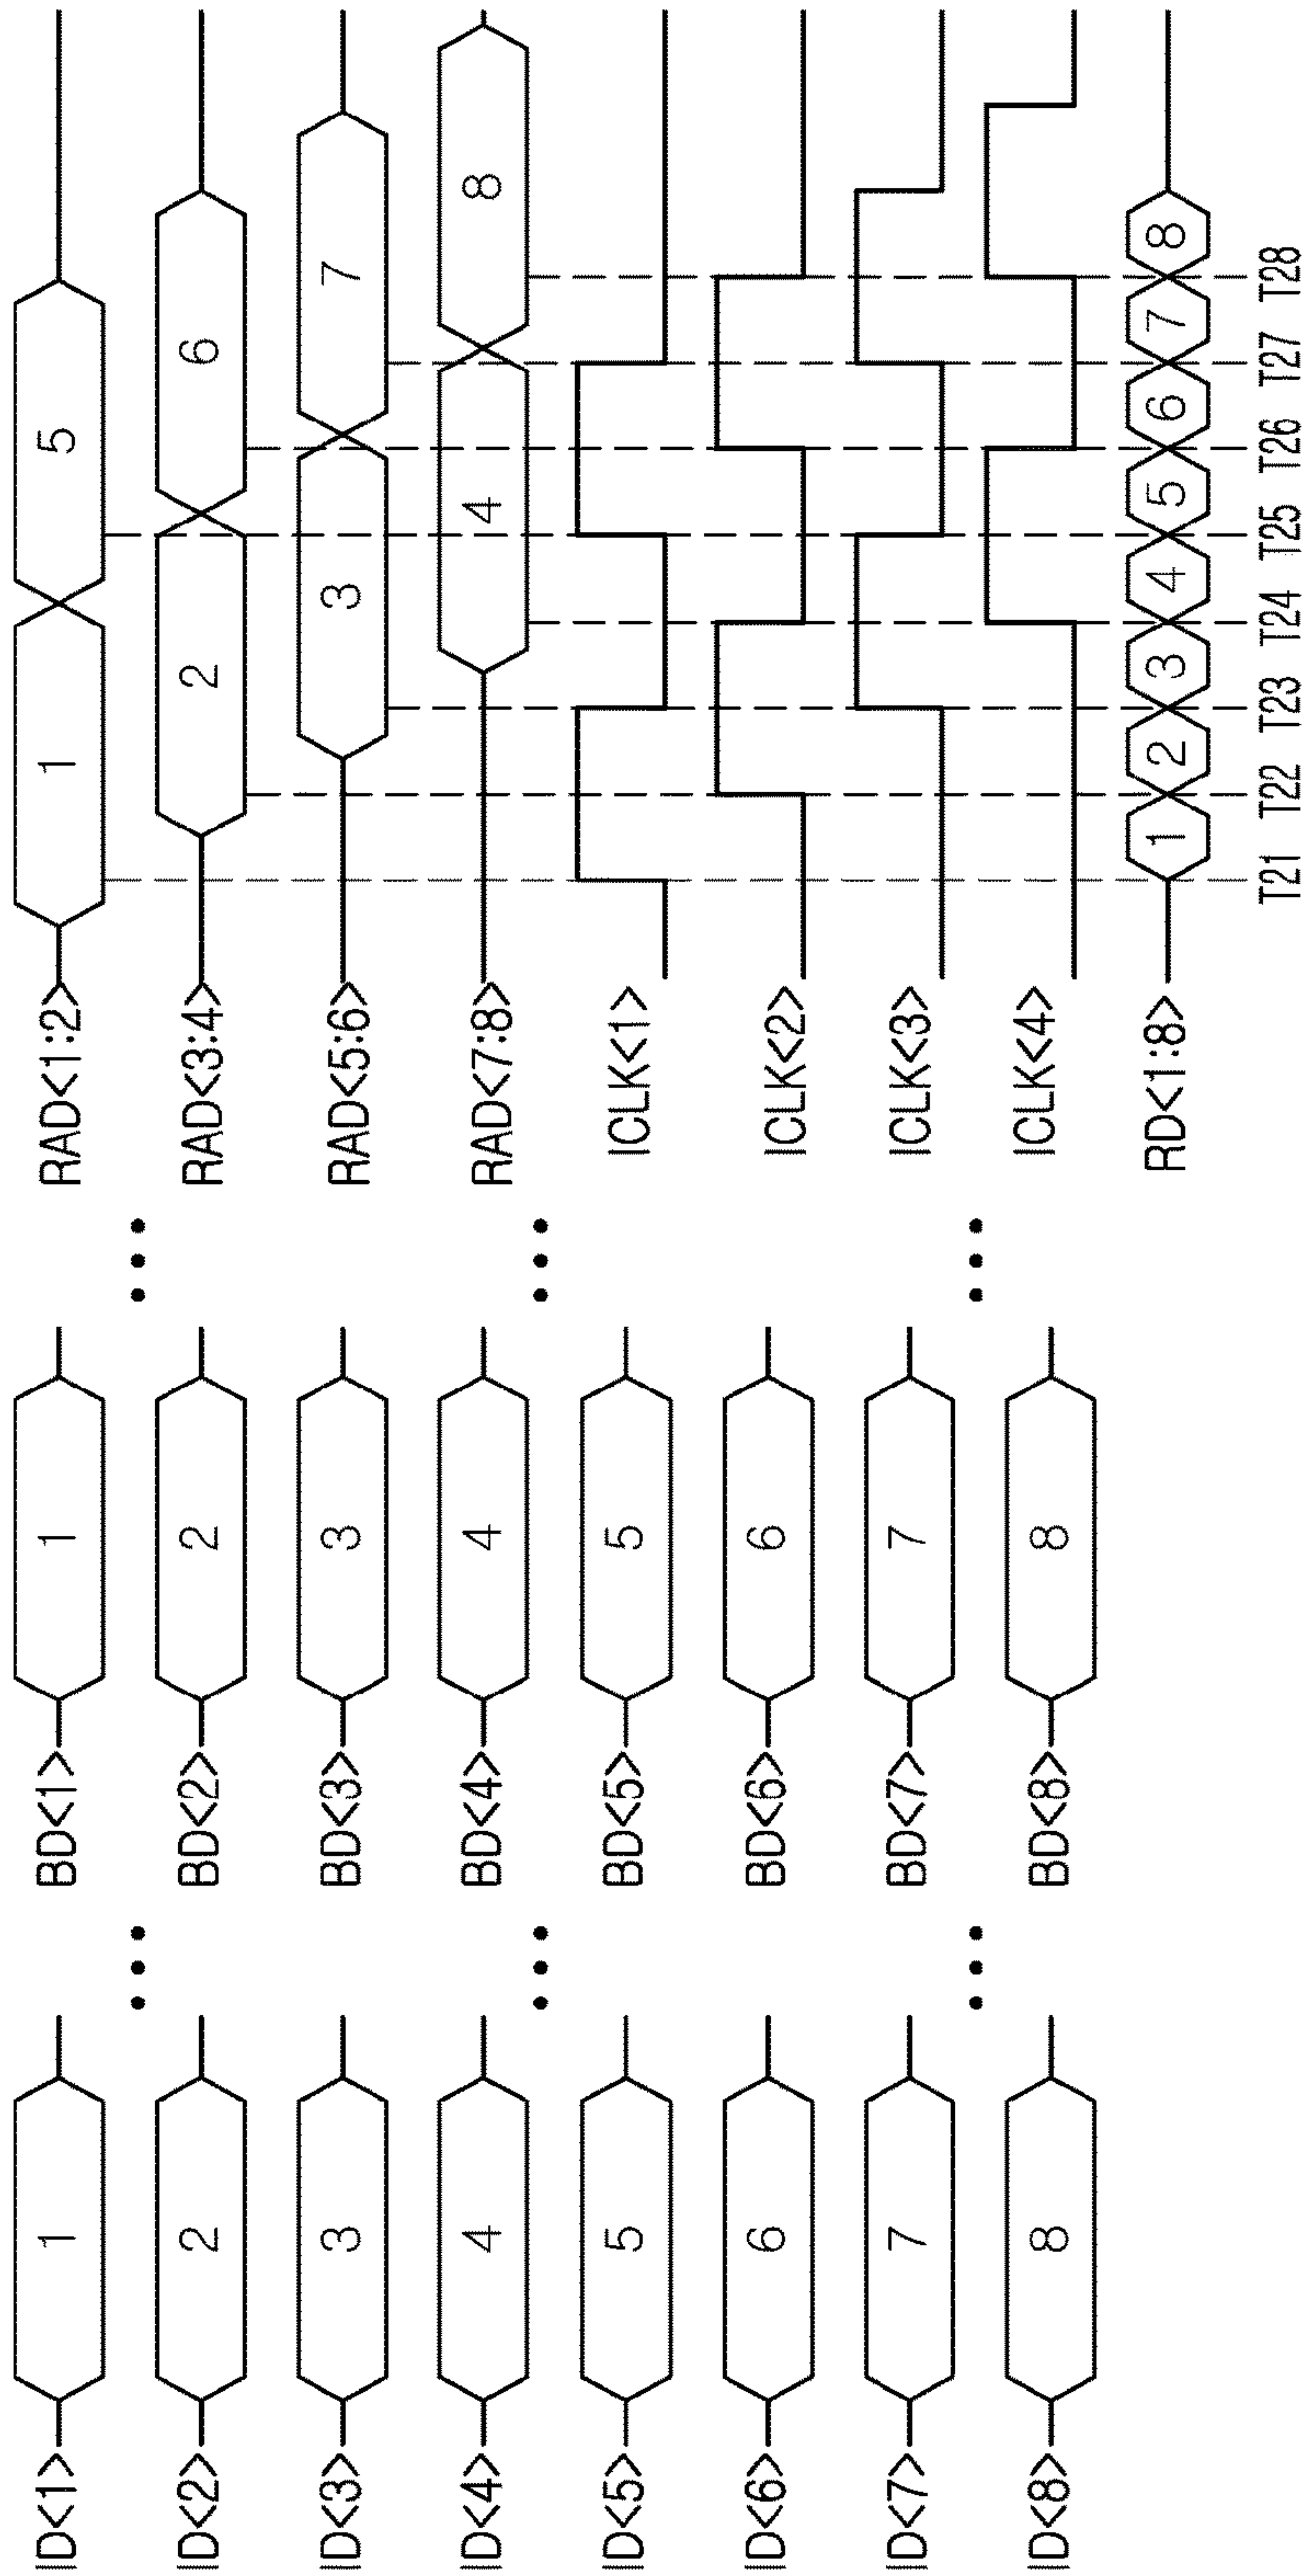 ID<1> 1
ID<2> 2
ID<3> 3
ID<4> 4
ID<5> 5
ID<6> 6
ID<7> 7
ID<8> 8
BD<1> 1
BD<2> 2
BD<3> 3
BD<4> 4
BD<5> 5
BD<6> 6
BD<7> 7
BD<8> 8
RAD<1:2> 1 5
RAD<3:4> 2 6
RAD<5:6> 3 7
RAD<7:8> 4 8
ICLK<1>
ICLK<2>
ICLK<3>
ICLK<4>
RD<1:8> 1 2 3 4 5 6 7 8
T21 T22 T23 T24 T25 T26 T27 T28